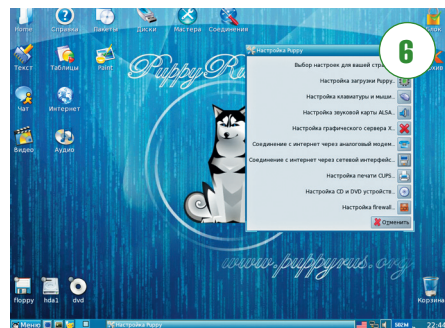 Home
Справка
Пакеты
Диски
Мастера
Соединения
Текст
Таблицы
Paint
Чат
Интернет
Видео
Аудио
PuppyRus
6
Настройка Puppy
Выбор настроек для вашей стра
Настройка загрузки Puppy..
Настройка клавиатуры и мыши..
Настройка звуковой карты ALSA..
Настройка графического сервера X..
Соединение с интернет через аналоговый модем..
Соединение с интернет через сетевой интерфейс..
Настройка печати CUPS..
Настройка CD и DVD устройств..
Настройка firewall..
Отменить
www.puppyrus.org
floppy
hda1
dvd
Корзина
Меню
Настройка Puppy
502M